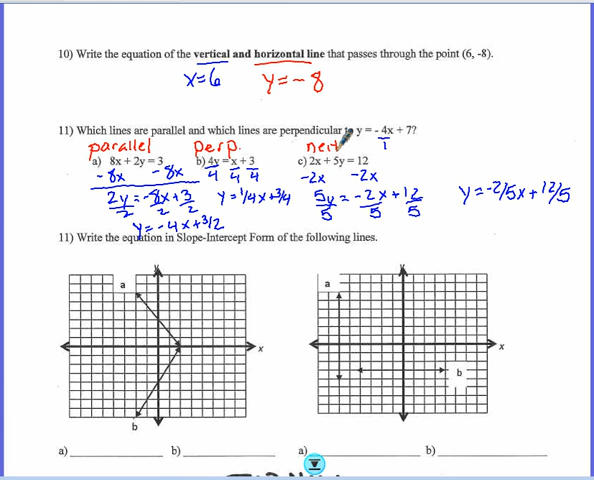 10) Write the equation of the vertical and horizontal line that passes through the point (6, -8).
x=6 y=-8
11) Which lines are parallel and which lines are perpendicular to y = - 4x + 7?
1
parallel perp. neit
a) 8x + 2y = 3 b) 4y = x + 3 c) 2x + 5y = 12
-8x -8x 4 4 4 -2x -2x
2y = -8x + 3 y = 1/4x + 3/4 5y = -2x + 12 y = -2/5x + 12/5
2 2 2 5 5 5
y = -4x + 3/2
11) Write the equation in Slope-Intercept Form of the following lines.
a a
x x
b
b
a) b) a) b)